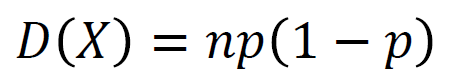 D(X) = np(1 − p)